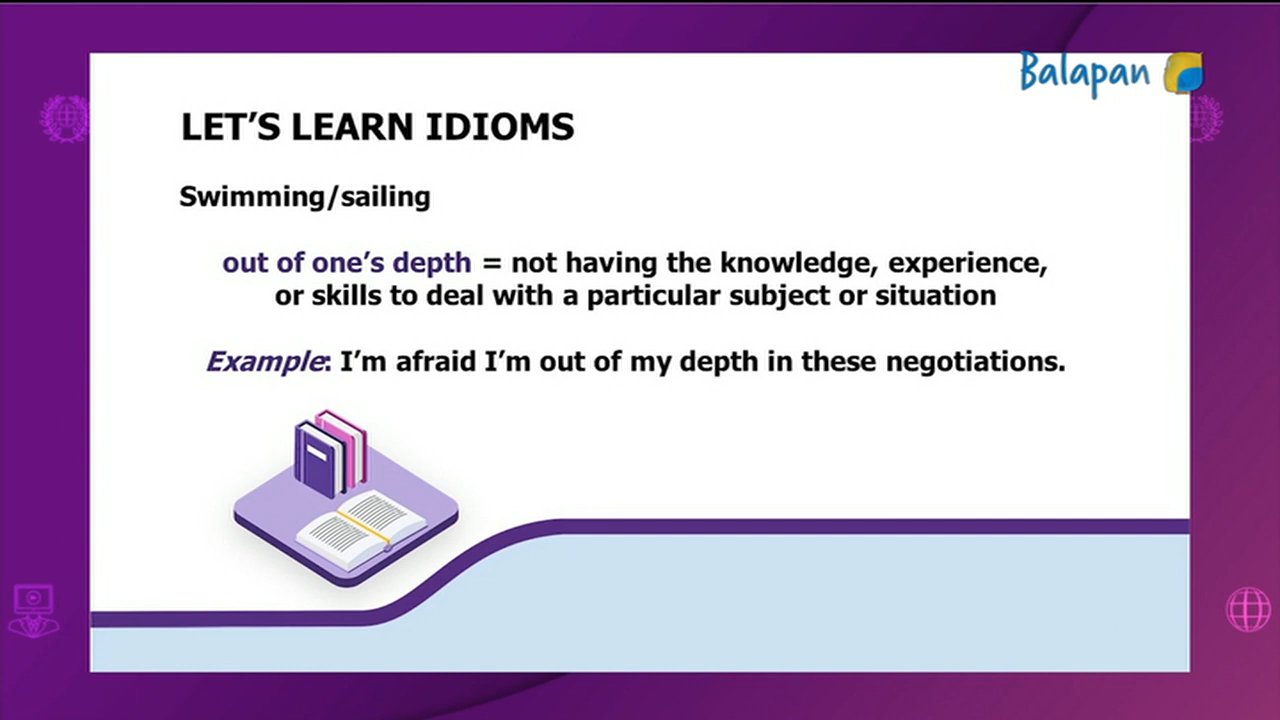 Balapan
LET’S LEARN IDIOMS
Swimming/sailing
out of one’s depth = not having the knowledge, experience,
or skills to deal with a particular subject or situation
Example: I’m afraid I’m out of my depth in these negotiations.